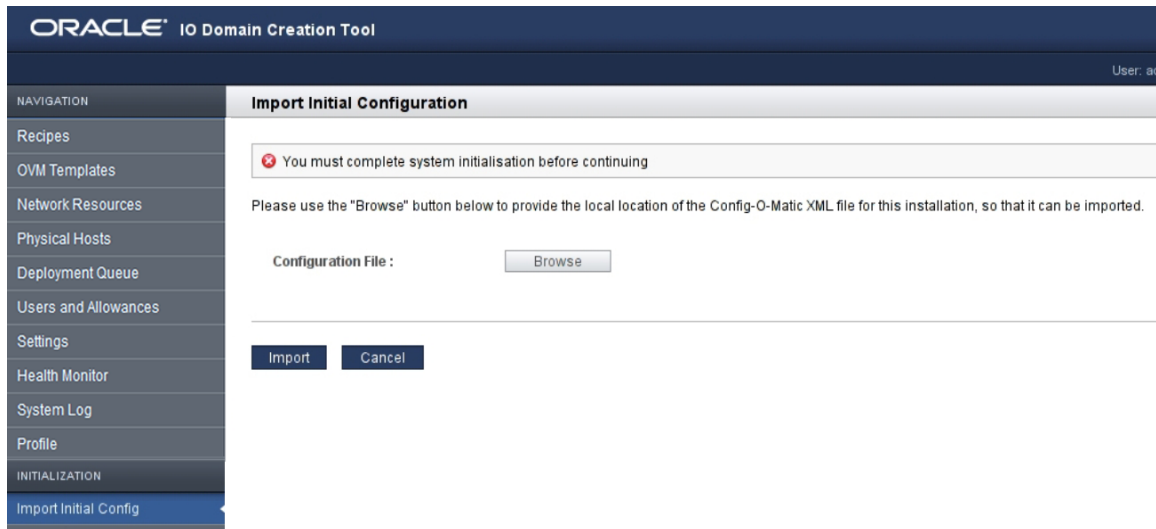 ORACLE IO Domain Creation Tool
User: ad
NAVIGATION
Recipes
OVM Templates
Network Resources
Physical Hosts
Deployment Queue
Users and Allowances
Settings
Health Monitor
System Log
Profile
INITIALIZATION
Import Initial Config
Import Initial Configuration
You must complete system initialisation before continuing
Please use the "Browse" button below to provide the local location of the Config-O-Matic XML file for this installation, so that it can be imported.
Configuration File :
Browse
Import
Cancel